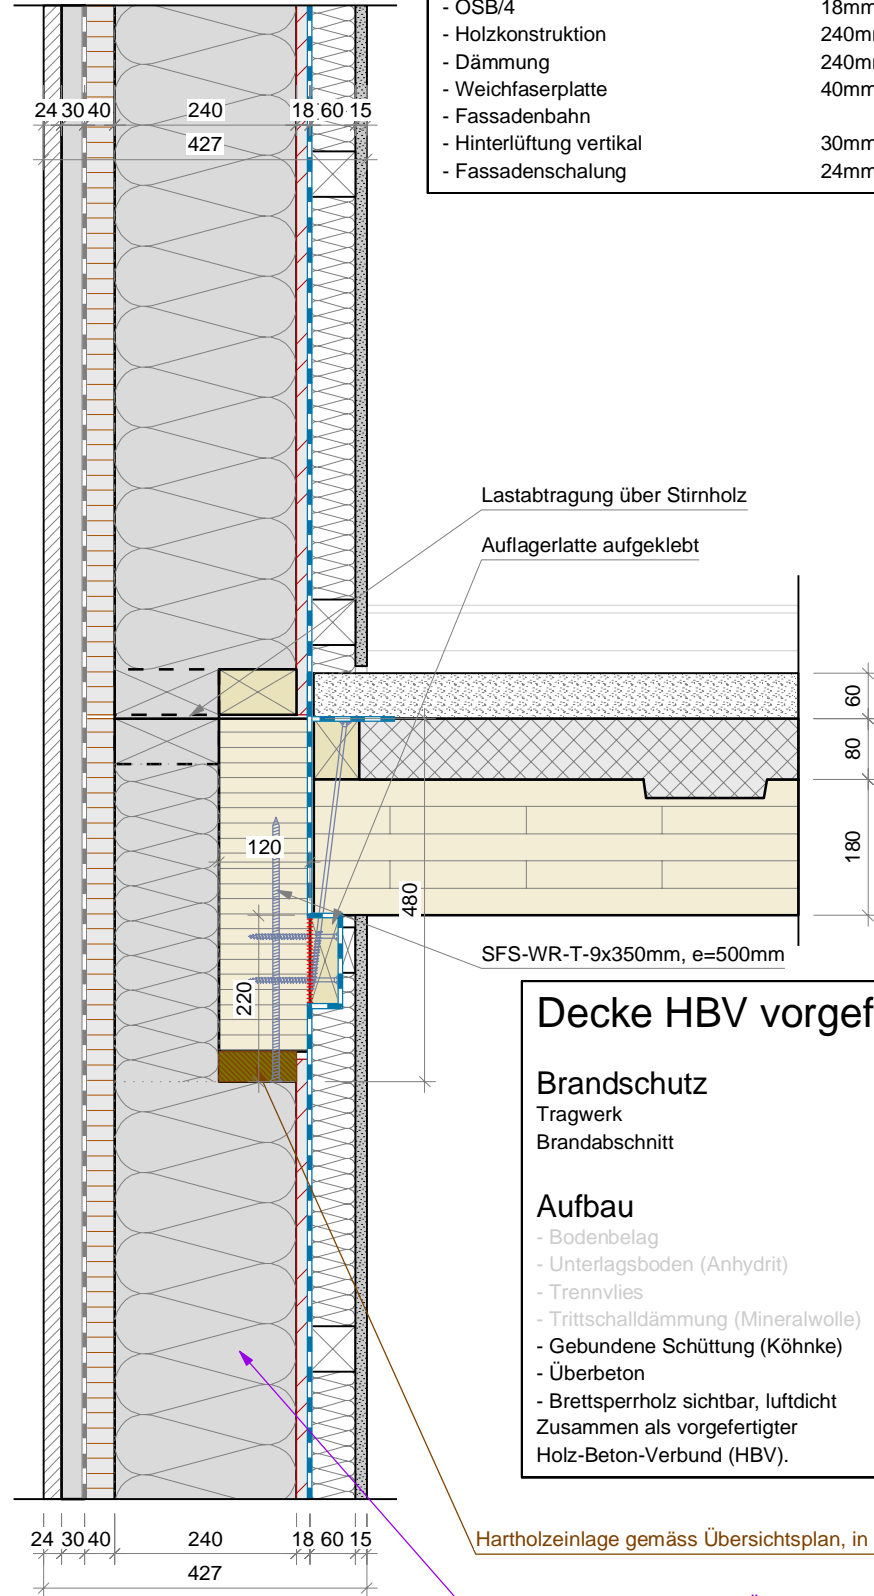 - OSB/4 18mm
- Holzkonstruktion 240m
- Dämmung 240m
- Weichfaserplatte 40mm
- Fassadenbahn
- Hinterlüftung vertikal 30mm
- Fassadenschalung 24mm
24 30 40 240 18 60 15
427
Lastabtragung über Stirnholz
Auflagerlatte aufgeklebt
60
80
180
120
480
220
SFS-WR-T-9x350mm, e=500mm
Decke HBV vorgef
Brandschutz
Tragwerk
Brandabschnitt
Aufbau
- Bodenbelag
- Unterlagsboden (Anhydrit)
- Trennvlies
- Trittschalldämmung (Mineralwolle)
- Gebundene Schüttung (Köhnke)
- Überbeton
- Brettsperrholz sichtbar, luftdicht
Zusammen als vorgefertigter
Holz-Beton-Verbund (HBV).
24 30 40 240 18 60 15
427
Hartholzeinlage gemäss Übersichtsplan, in